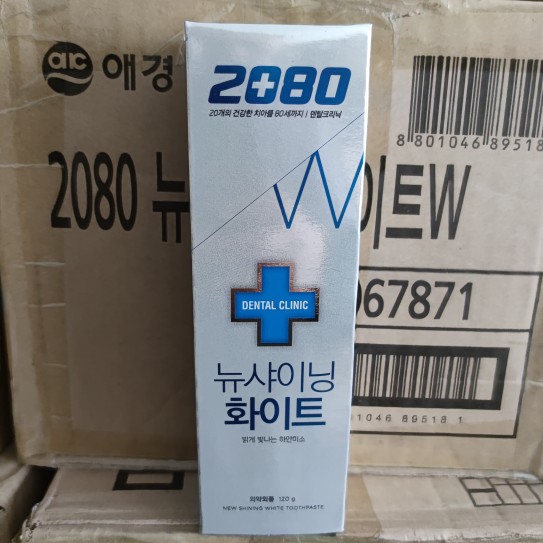 애경
2080
20개의 건강한 치아를 80세까지 / 덴탈크리닉
8 801046 89518
2080 뉴
이트W
W
DENTAL CLINIC
067871
뉴샤이닝
화이트
밝게 빛나는 하얀미소
046 89518 1
의약외품 120 g
NEW SHINING WHITE TOOTHPASTE